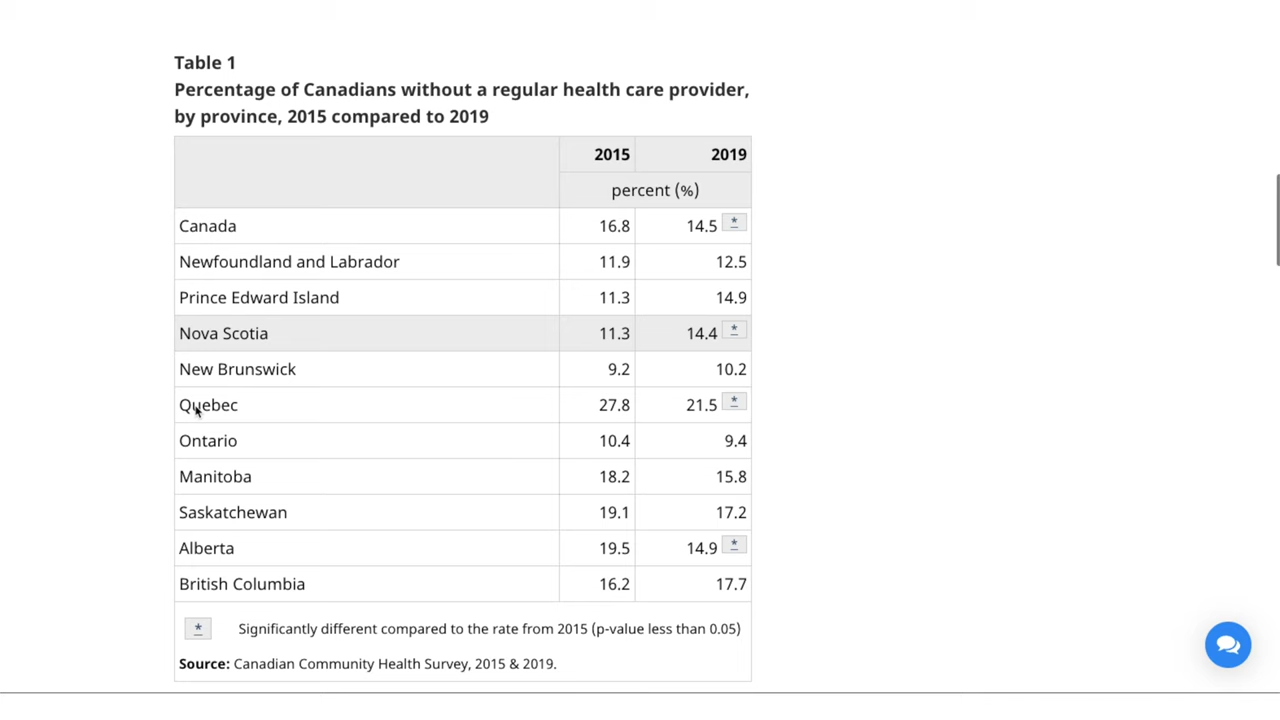 Table 1
Percentage of Canadians without a regular health care provider,
by province, 2015 compared to 2019
2015 2019
percent (%)
Canada 16.8 14.5 *
Newfoundland and Labrador 11.9 12.5
Prince Edward Island 11.3 14.9
Nova Scotia 11.3 14.4 *
New Brunswick 9.2 10.2
Quebec 27.8 21.5 *
Ontario 10.4 9.4
Manitoba 18.2 15.8
Saskatchewan 19.1 17.2
Alberta 19.5 14.9 *
British Columbia 16.2 17.7
* Significantly different compared to the rate from 2015 (p-value less than 0.05)
Source: Canadian Community Health Survey, 2015 & 2019.